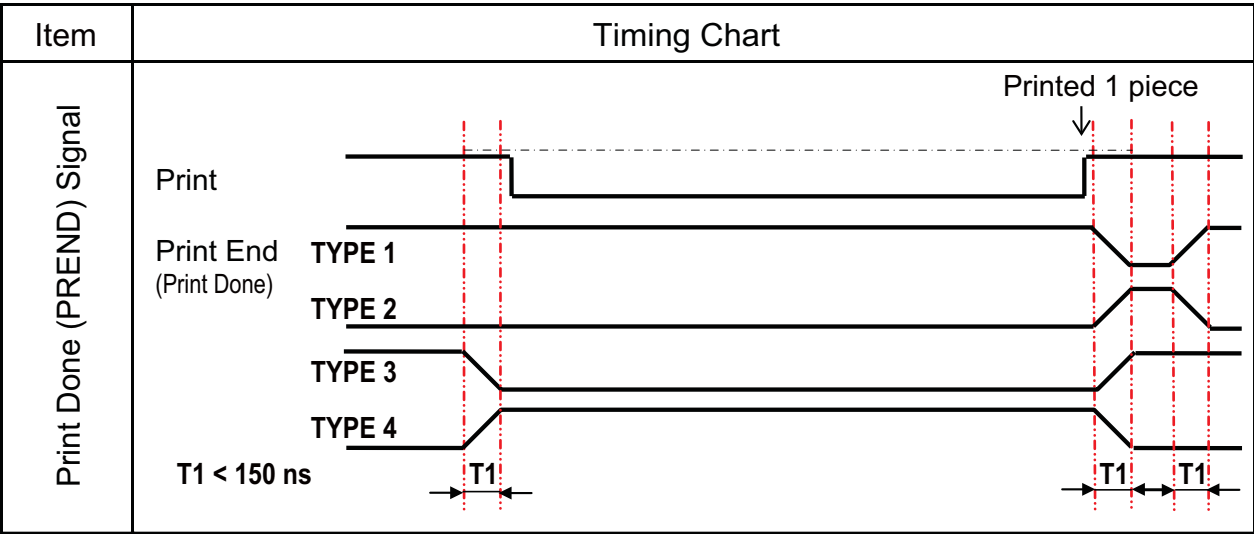 Item
Timing Chart
Print Done (PREND) Signal
Printed 1 piece
Print
Print End
(Print Done)
TYPE 1
TYPE 2
TYPE 3
TYPE 4
T1 < 150 ns
T1
T1
T1